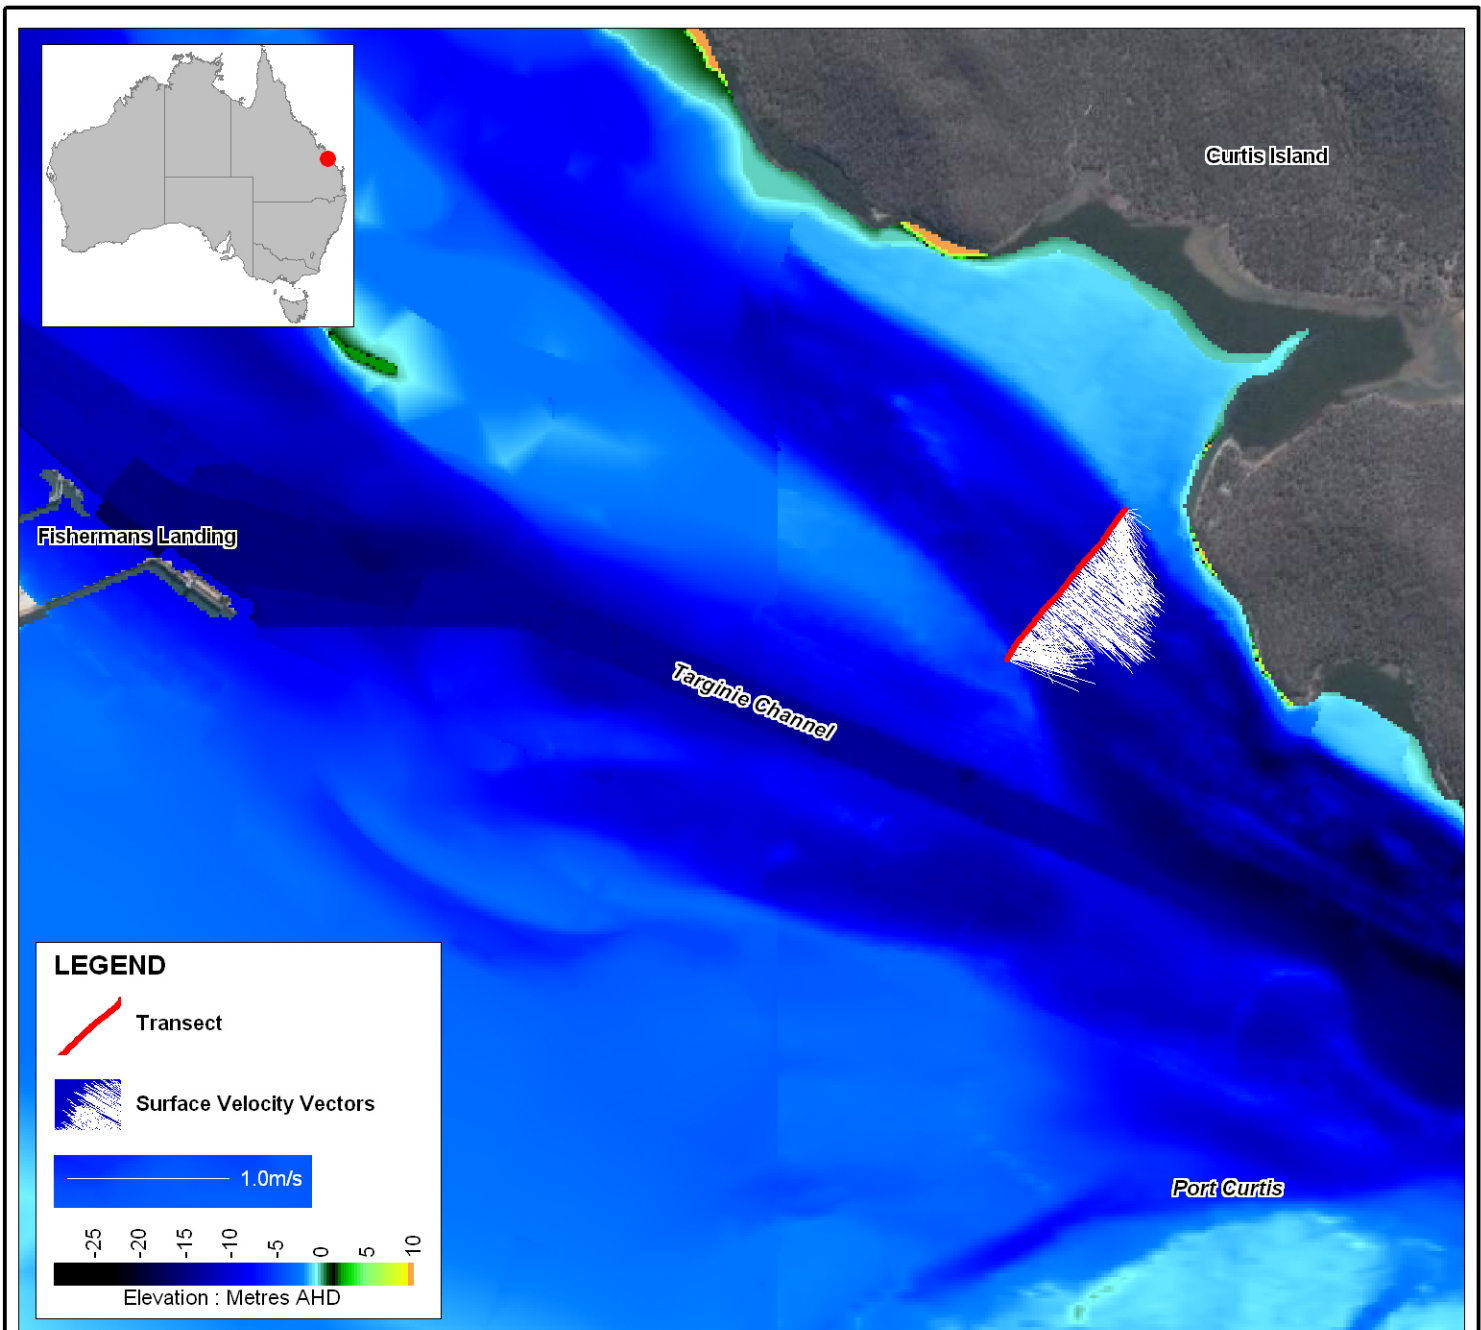 Curtis Island
Fishermans Landing
Targinie Channel
LEGEND
Transect
Surface Velocity Vectors
1.0m/s
Port Curtis
-25 -20 -15 -10 -5 0 5 10
Elevation : Metres AHD